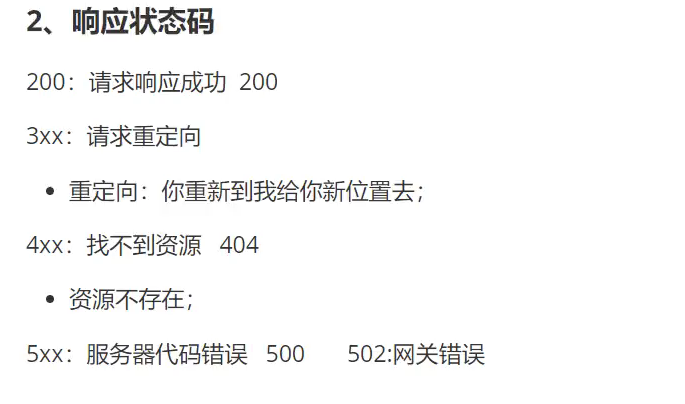 2、响应状态码
200：请求响应成功 200
3xx：请求重定向
• 重定向：你重新到我给你新位置去；
4xx：找不到资源 404
• 资源不存在；
5xx：服务器代码错误 500 502:网关错误